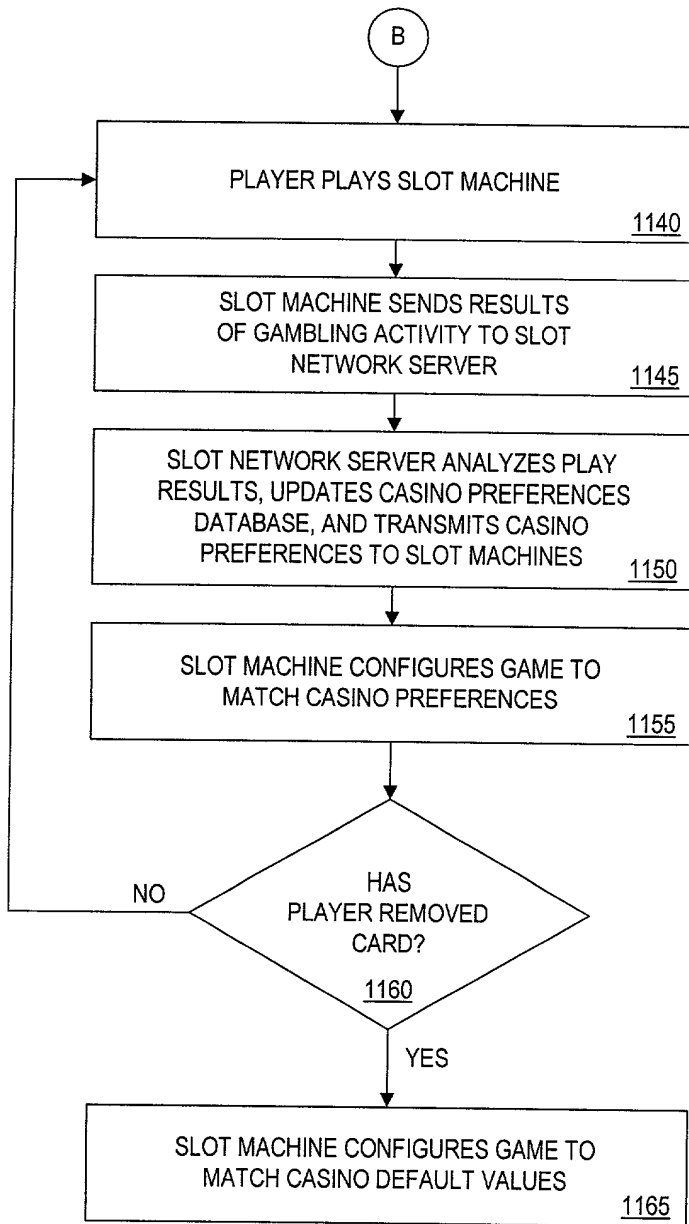 B
PLAYER PLAYS SLOT MACHINE
1140
SLOT MACHINE SENDS RESULTS
OF GAMBLING ACTIVITY TO SLOT
NETWORK SERVER
1145
SLOT NETWORK SERVER ANALYZES PLAY
RESULTS, UPDATES CASINO PREFERENCES
DATABASE, AND TRANSMITS CASINO
PREFERENCES TO SLOT MACHINES
1150
SLOT MACHINE CONFIGURES GAME TO
MATCH CASINO PREFERENCES
1155
NO
HAS
PLAYER REMOVED
CARD?
1160
YES
SLOT MACHINE CONFIGURES GAME TO
MATCH CASINO DEFAULT VALUES
1165